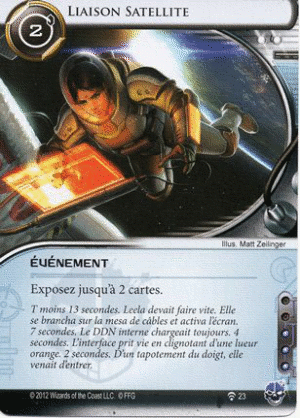 LIAISON SATELLITE
2
Illus. Matt Zeilinger
ÉVÉNEMENT
Exposez jusqu'à 2 cartes.
T moins 13 secondes. Leela devait faire vite. Elle
se brancha sur la mesa de câbles et activa l'écran.
7 secondes. Le DDN interne chargeait toujours. 4
secondes. L'interface prit vie en clignotant d'une lueur
orange. 2 secondes. D'un tapotement du doigt, elle
venait d'entrer.
© 2012 Wizards of the Coast LLC. © FFG
23